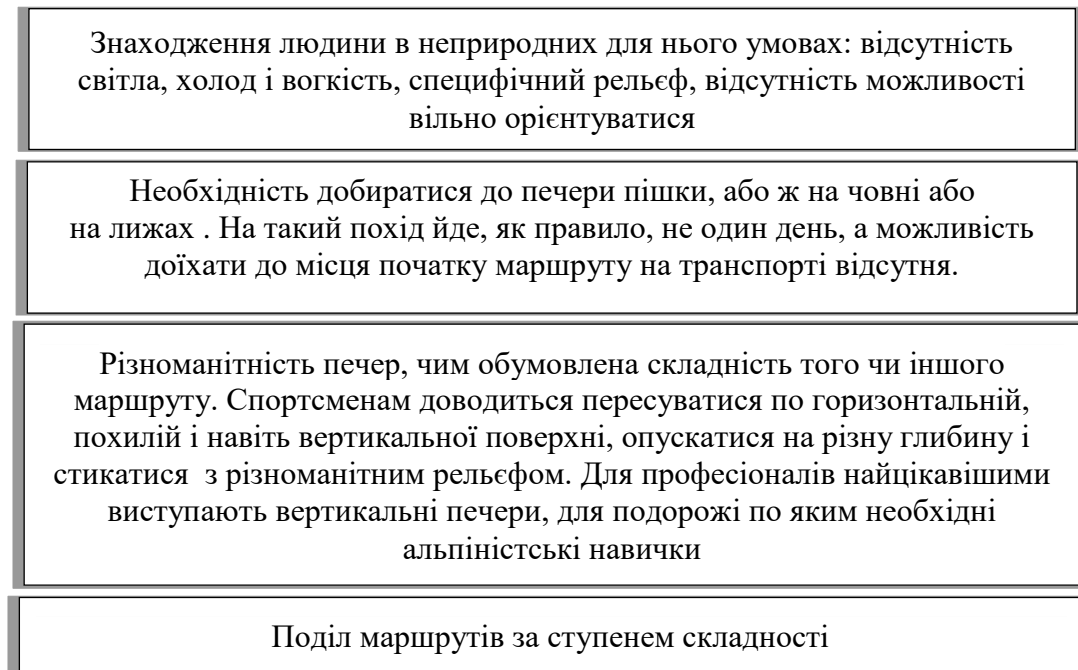 Знаходження людини в неприродних для нього умовах: відсутність
світла, холод і вогкість, специфічний рельєф, відсутність можливості
вільно орієнтуватися
Необхідність добиратися до печери пішки, або ж на човні або
на лижах . На такий похід йде, як правило, не один день, а можливість
доїхати до місця початку маршруту на транспорті відсутня.
Різноманітність печер, чим обумовлена складність того чи іншого
маршруту. Спортсменам доводиться пересуватися по горизонтальній,
похилій і навіть вертикальної поверхні, опускатися на різну глибину і
стикатися  з різноманітним рельєфом. Для професіоналів найцікавішими
виступають вертикальні печери, для подорожі по яким необхідні
альпіністські навички
Поділ маршрутів за ступенем складності